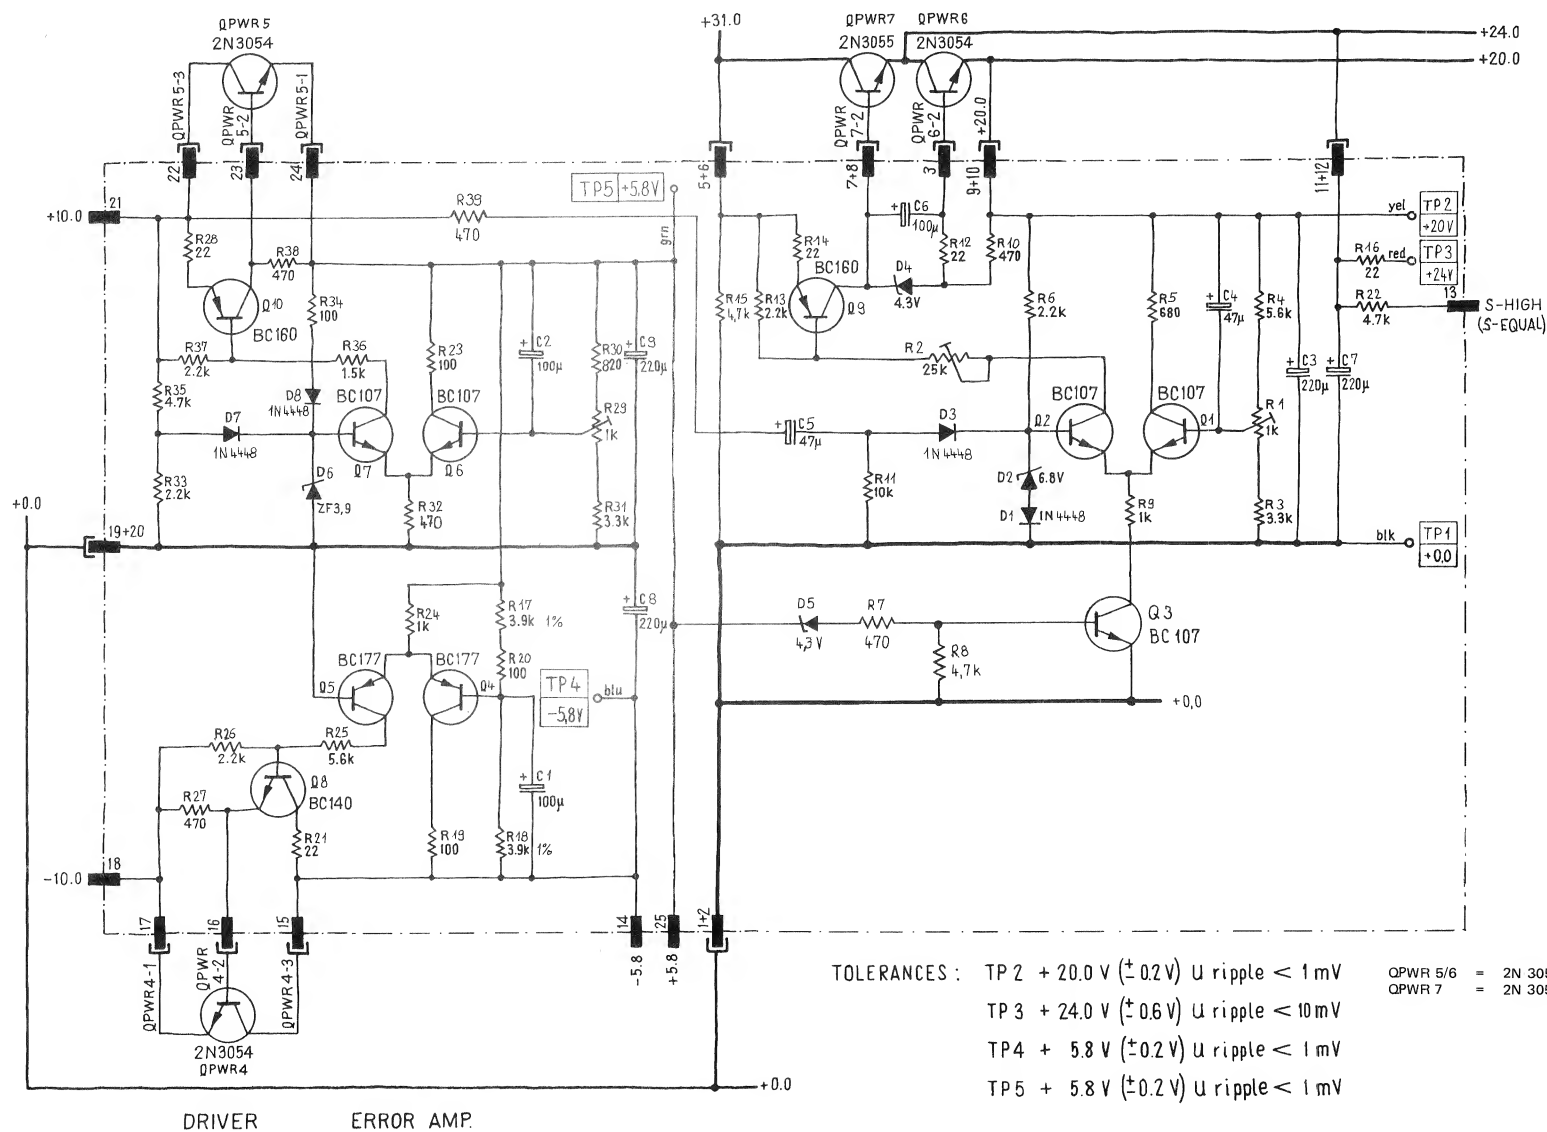 QPWR5
2N3054
QPWR5-3
QPWR
5-2
QPWR5-1
22
23
24
+31.0
QPWR7
2N3055
QPWR6
2N3054
+24.0
+20.0
QPWR
7-2
QPWR
6-2
+20.0
5+6
7+8
3
9+10
11+12
+10.0
21
R39
470
TP5
+5,8V
grn
R28
22
R38
470
Q10
BC160
R34
100
R37
2.2k
R36
1.5k
R35
4.7k
D8
1N4448
D7
1N4448
BC107
BC107
Q7
Q6
R23
100
C2
100µ
R30
820
C9
220µ
R29
1k
R33
2.2k
D6
ZF3,9
R32
470
R31
3.3k
+0.0
19+20
R14
22
BC160
Q9
R15
4,7k
R13
2.2k
C6
100µ
D4
4.3V
R12
22
R10
470
R2
25k
R6
2.2k
R5
680
C4
47µ
R4
5.6k
C3
220µ
C7
220µ
yel
TP2
+20V
R16
22
red
TP3
+24V
R22
4.7k
13
S-HIGH
(S-EQUAL)
C5
47µ
D3
1N4448
R11
10k
Q2
BC107
BC107
Q1
R1
1k
D2
6.8V
D1
1N4448
R9
1k
R3
3.3k
blk
TP1
+0,0
R24
1k
R17
3.9k 1%
R20
100
C8
220µ
BC177
BC177
Q5
Q4
TP4
-5,8V
blu
D5
4,3V
R7
470
R8
4,7k
Q3
BC107
+0,0
R26
2.2k
R25
5.6k
Q8
BC140
R27
470
R21
22
R19
100
R18
3.9k 1%
C1
100µ
-10.0
18
17
16
15
14
25
1+2
QPWR4-1
QPWR
4-2
QPWR4-3
-5.8
+5.8
2N3054
QPWR4
+0.0
TOLERANCES: TP2 +20.0 V (±0.2V) U ripple < 1mV
TP3 +24.0 V (±0.6V) U ripple < 10mV
TP4 + 5.8 V (±0.2V) U ripple < 1mV
TP5 + 5.8 V (±0.2V) U ripple < 1mV
QPWR 5/6 = 2N 305
QPWR 7 = 2N 305
DRIVER ERROR AMP.